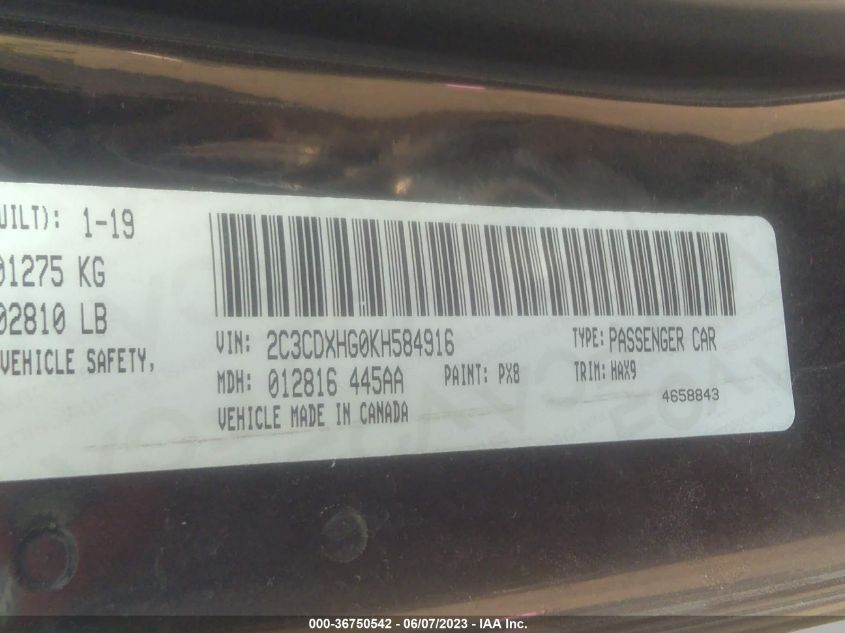 UILT): 1-19
01275 KG
02810 LB
VEHICLE SAFETY,
VIN: 2C3CDXHG0KH584916 TYPE: PASSENGER CAR
MDH: 012816 445AA PAINT: PX8 TRIM: HAX9
VEHICLE MADE IN CANADA 4658843
000-36750542 - 06/07/2023 - IAA Inc.